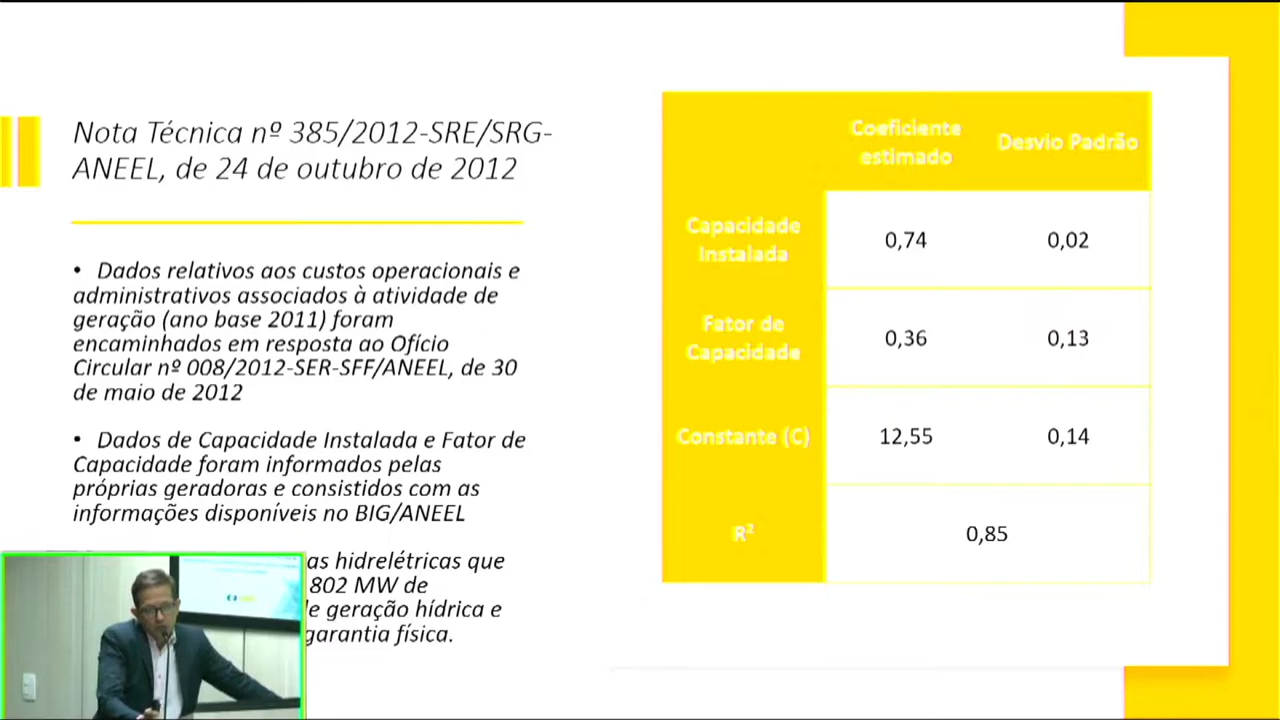 Nota Técnica nº 385/2012-SRE/SRG-
ANEEL, de 24 de outubro de 2012
• Dados relativos aos custos operacionais e
administrativos associados à atividade de
geração (ano base 2011) foram
encaminhados em resposta ao Ofício
Circular nº 008/2012-SER-SFF/ANEEL, de 30
de maio de 2012
• Dados de Capacidade Instalada e Fator de
Capacidade foram informados pelas
próprias geradoras e consistidos com as
informações disponíveis no BIG/ANEEL
as hidrelétricas que
802 MW de
de geração hídrica e
garantia física.
Coeficiente
estimado
Desvio Padrão
Capacidade
Instalada
0,74
0,02
Fator de
Capacidade
0,36
0,13
Constante (C)
12,55
0,14
R²
0,85